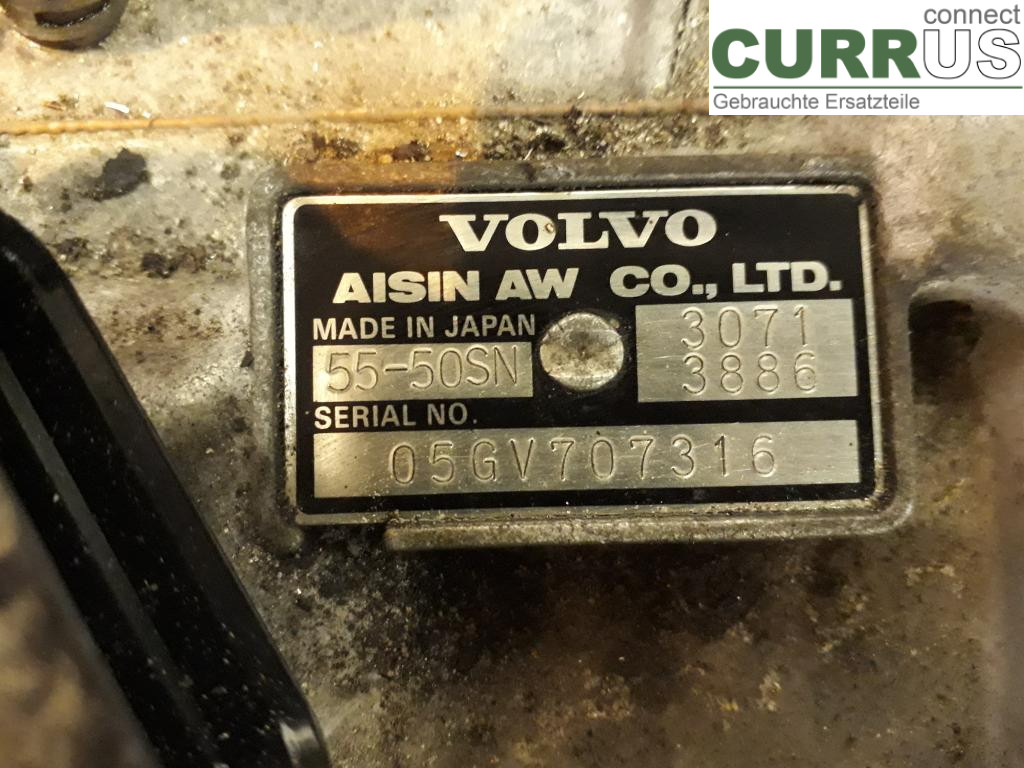 connect
CURRUS
Gebrauchte Ersatzteile
VOLVO
AISIN AW CO., LTD.
MADE IN JAPAN
3071
55-50SN
3886
SERIAL NO.
05GV707316